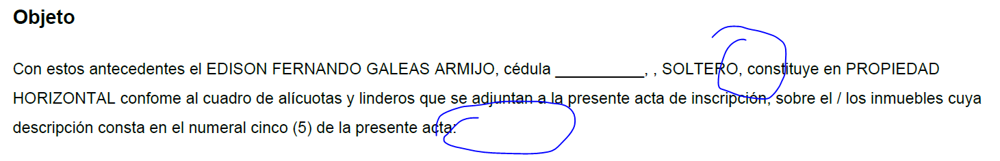 Objeto
Con estos antecedentes el EDISON FERNANDO GALEAS ARMIJO, cédula __________, , SOLTERO, constituye en PROPIEDAD
HORIZONTAL confome al cuadro de alícuotas y linderos que se adjuntan a la presente acta de inscripción, sobre el / los inmuebles cuya
descripción consta en el numeral cinco (5) de la presente acta: